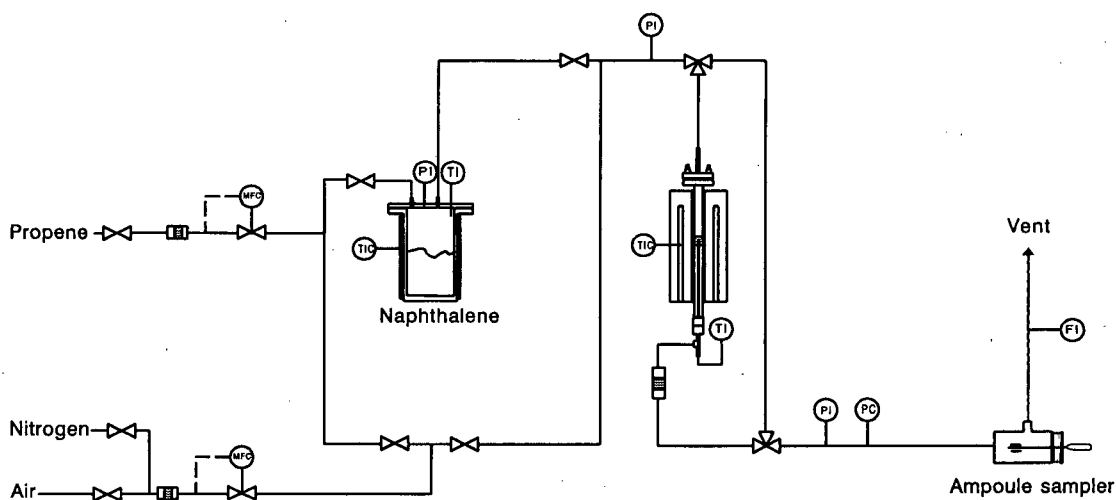 PI
PI TI
MFC
Propene
TIC
Naphthalene
TIC
Vent
TI
FI
Nitrogen
MFC
PI PC
Air
Ampoule sampler